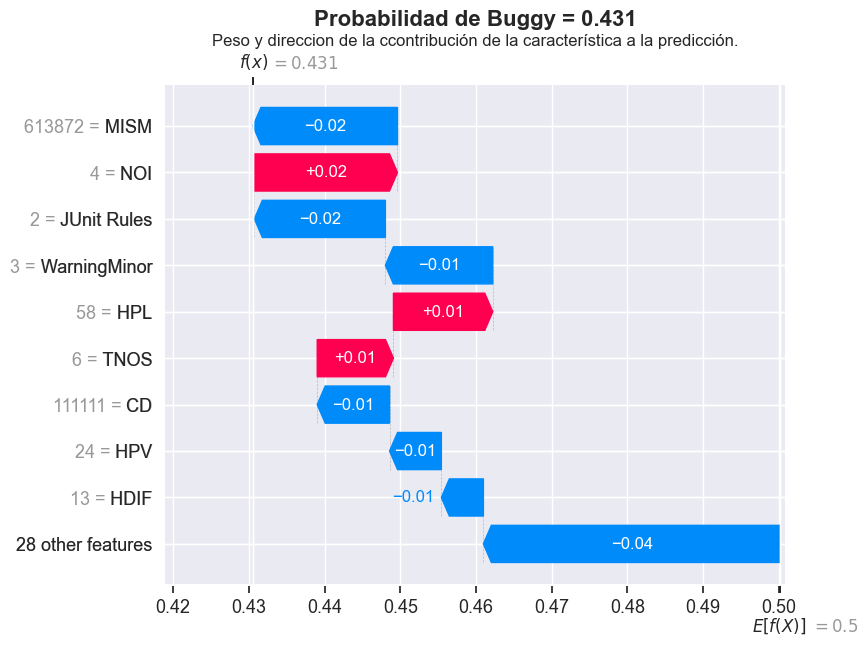 Probabilidad de Buggy = 0.431
Peso y direccion de la ccontribución de la característica a la predicción.
f(x) = 0.431
613872 = MISM −0.02
4 = NOI +0.02
2 = JUnit Rules −0.02
3 = WarningMinor −0.01
58 = HPL +0.01
6 = TNOS +0.01
111111 = CD −0.01
24 = HPV −0.01
13 = HDIF −0.01
28 other features −0.04
0.42 0.43 0.44 0.45 0.46 0.47 0.48 0.49 0.50
E[f(X)] = 0.5